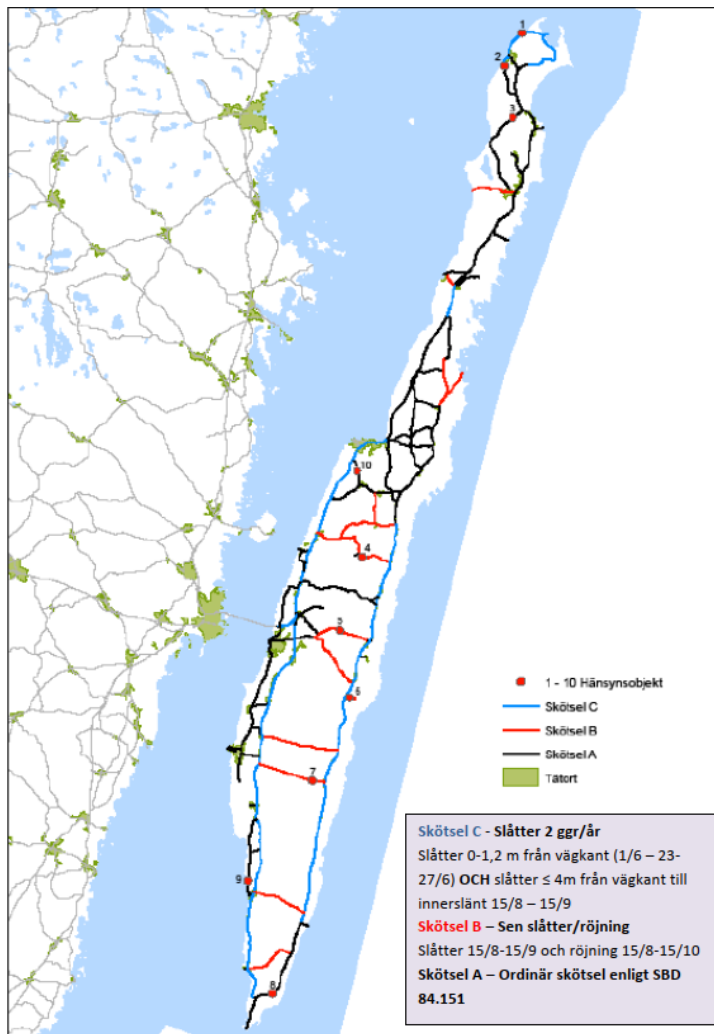 1
2
3
10
4
5
6
7
9
8
1 - 10 Hänsynsobjekt
Skötsel C
Skötsel B
Skötsel A
Tätort
Skötsel C - Slåtter 2 ggr/år
Slåtter 0-1,2 m från vägkant (1/6 – 23-
27/6) OCH slåtter ≤ 4m från vägkant till
innerslänt 15/8 – 15/9
Skötsel B – Sen slåtter/röjning
Slåtter 15/8-15/9 och röjning 15/8-15/10
Skötsel A – Ordinär skötsel enligt SBD
84.151